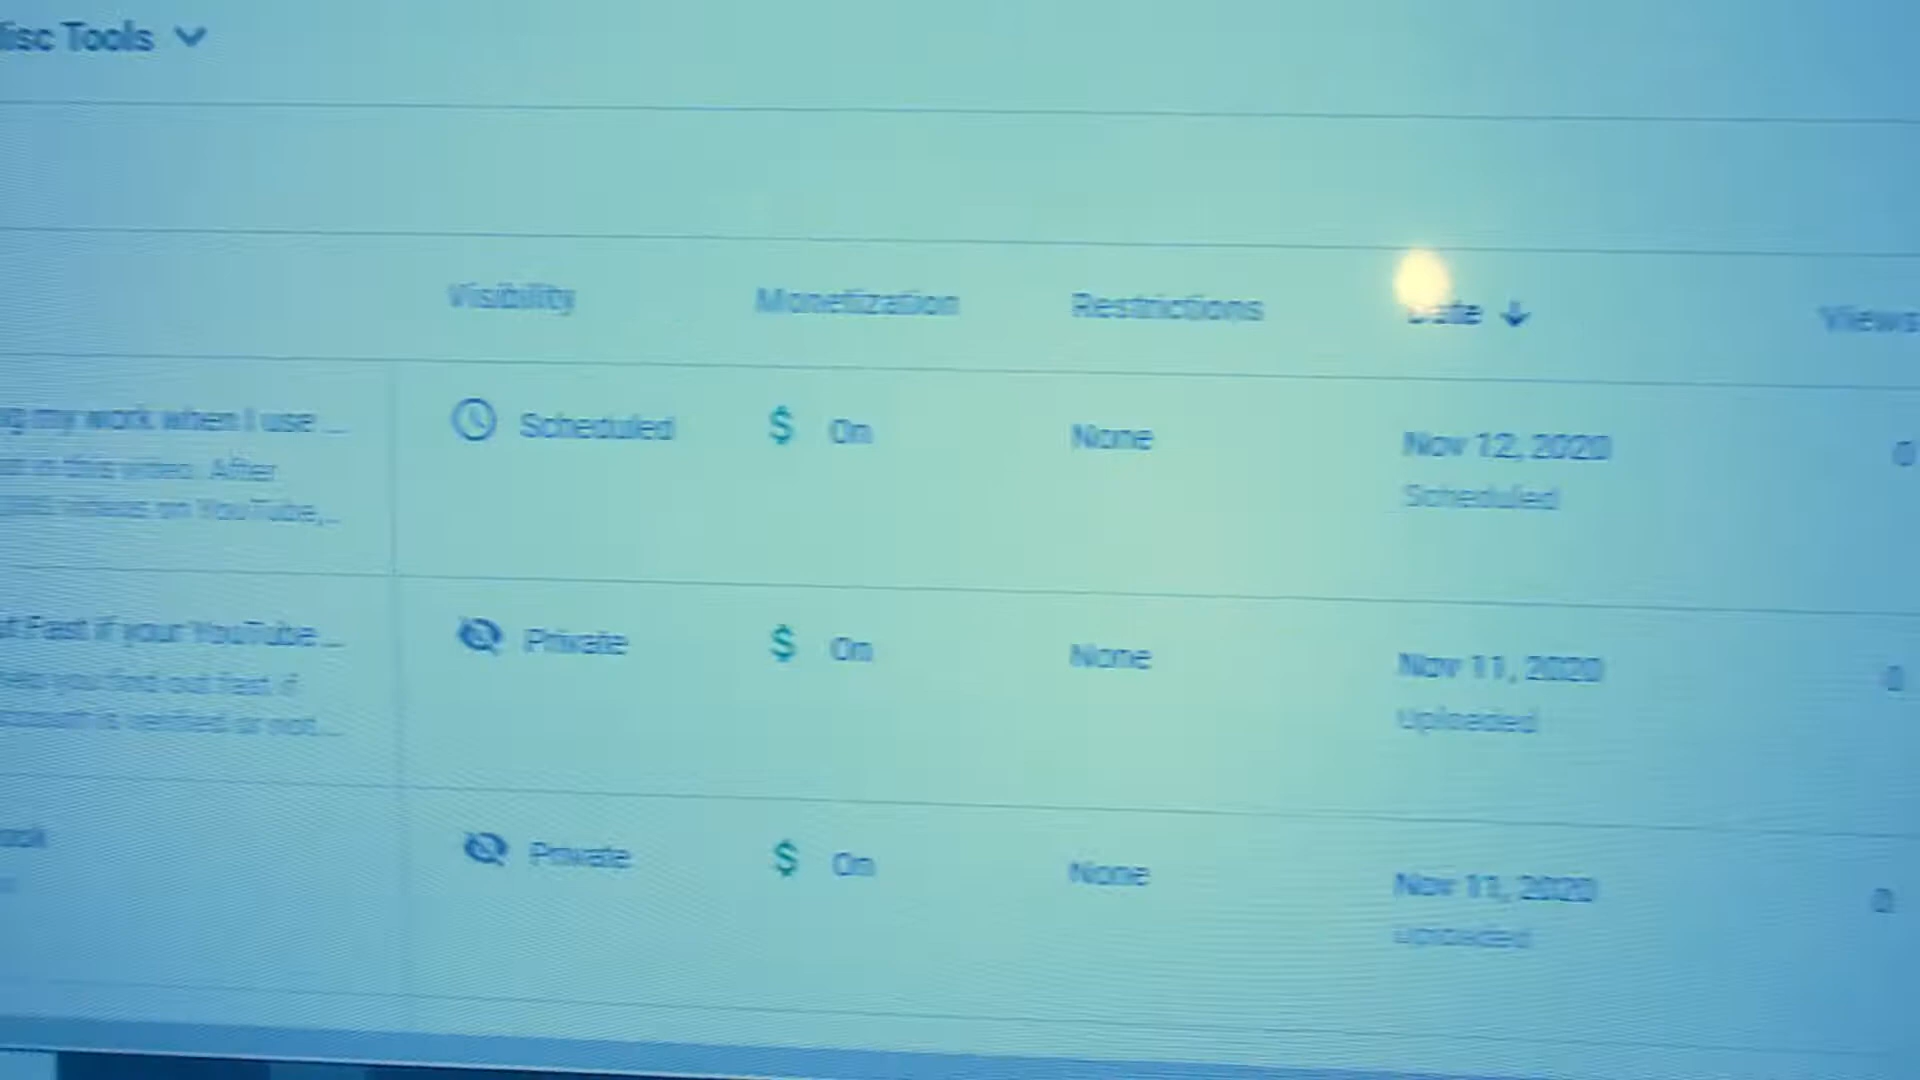 Misc Tools
Visibility Monetization Restrictions Date Views
my work when I use ... Scheduled $ On None Nov 12, 2020 0
in this video. After Scheduled
videos on YouTube,...
Fast if your YouTube ... Private $ On None Nov 11, 2020 0
you find out Fast if Uploaded
is verified or not...
Private $ On None Nov 11, 2020 0
Uploaded